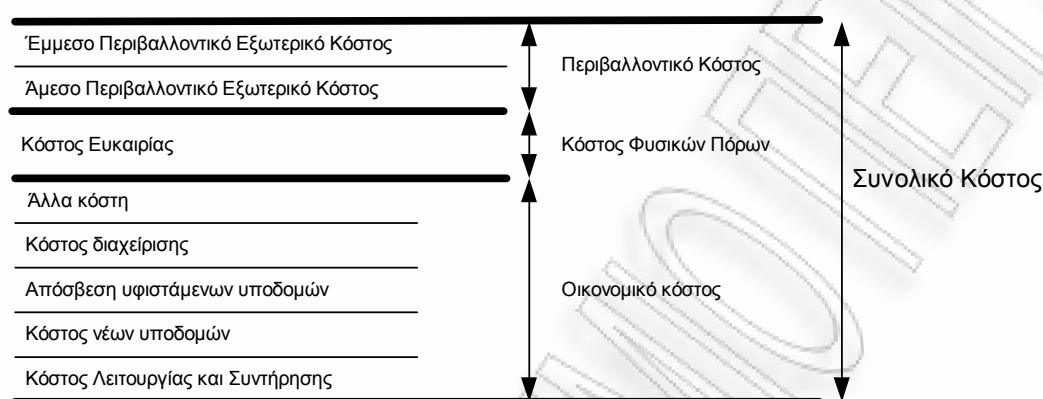 Έμμεσο Περιβαλλοντικό Εξωτερικό Κόστος
Άμεσο Περιβαλλοντικό Εξωτερικό Κόστος
Περιβαλλοντικό Κόστος
Κόστος Ευκαιρίας
Κόστος Φυσικών Πόρων
Συνολικό Κόστος
Άλλα κόστη
Κόστος διαχείρισης
Απόσβεση υφιστάμενων υποδομών
Οικονομικό κόστος
Κόστος νέων υποδομών
Κόστος Λειτουργίας και Συντήρησης